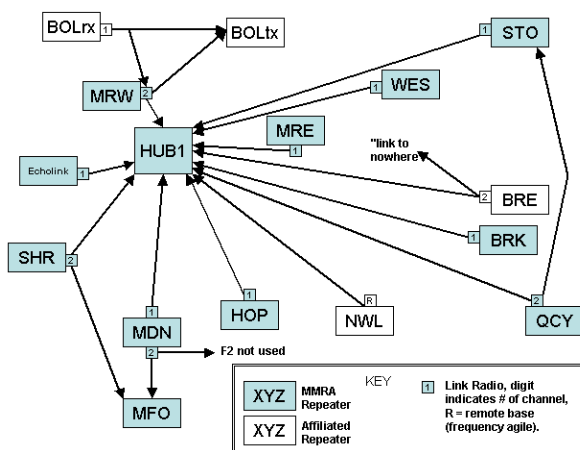 BOLrx
1
BOLtx
STO
1
MRW
2
WES
1
MRE
1
HUB1
"link to
nowhere
Echolink
1
2
BRE
1
BRK
SHR
2
1
HOP
R
NWL
2
QCY
1
MDN
2
F2 not used
MFO
KEY
XYZ
MMRA
Repeater
XYZ
Affiliated
Repeater
1
Link Radio, digit
indicates # of channel,
R = remote base
(frequency agile).